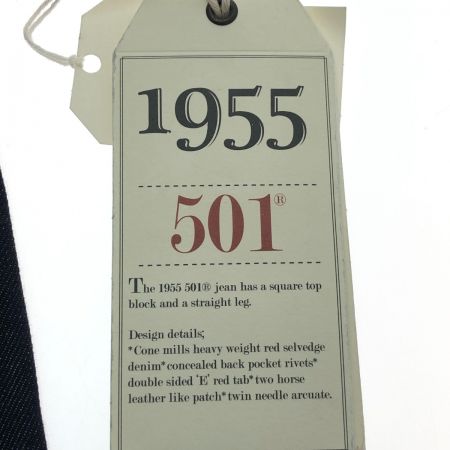 1955
501®
The 1955 501® jean has a square top
block and a straight leg.
Design details;
*Cone mills heavy weight red selvedge
denim*concealed back pocket rivets*
double sided 'E' red tab*two horse
leather like patch*twin needle arcuate.